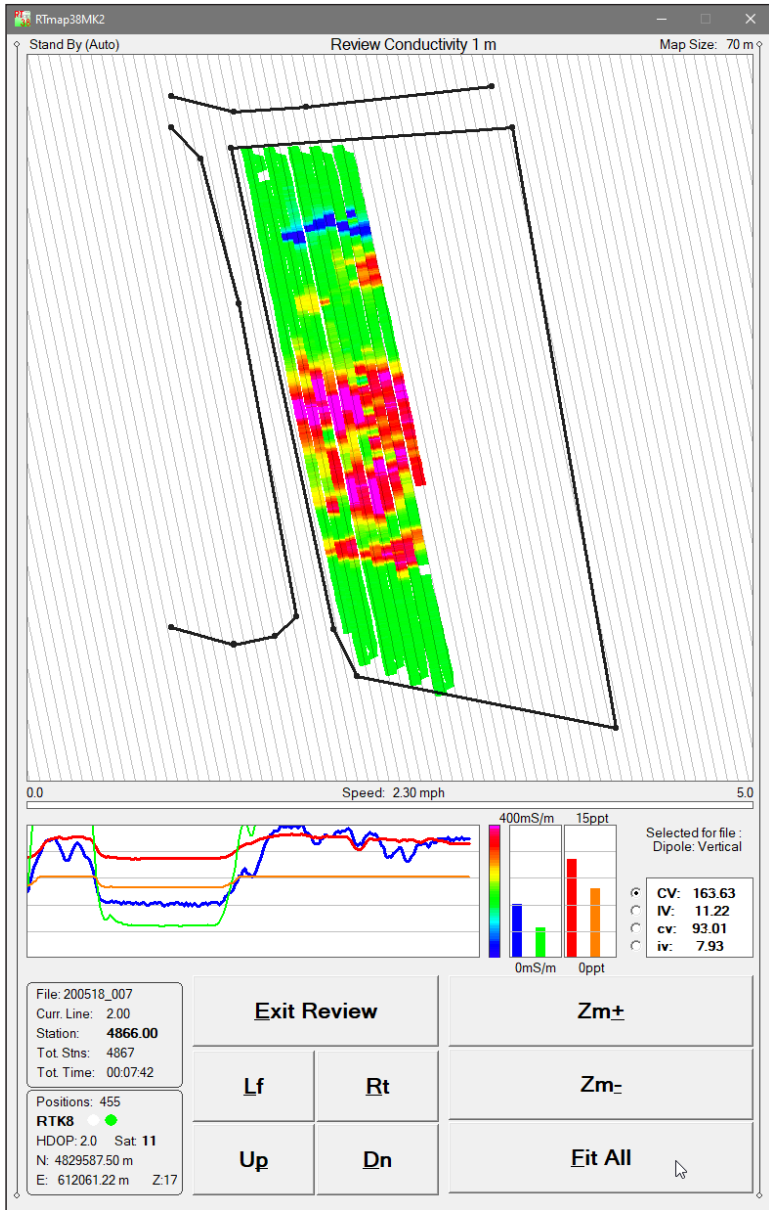 RTmap38MK2
Stand By (Auto) Review Conductivity 1 m Map Size: 70 m
0.0 Speed: 2.30 mph 5.0
400mS/m 15ppt
0mS/m 0ppt
Selected for file :
Dipole: Vertical
CV: 163.63
IV: 11.22
cv: 93.01
iv: 7.93
File: 200518_007
Curr. Line: 2.00
Station: 4866.00
Tot. Stns: 4867
Tot. Time: 00:07:42
Positions: 455
RTK8
HDOP: 2.0 Sat: 11
N: 4829587.50 m
E: 612061.22 m Z:17
Exit Review
Zm+
Lf
Rt
Zm-
Up
Dn
Fit All